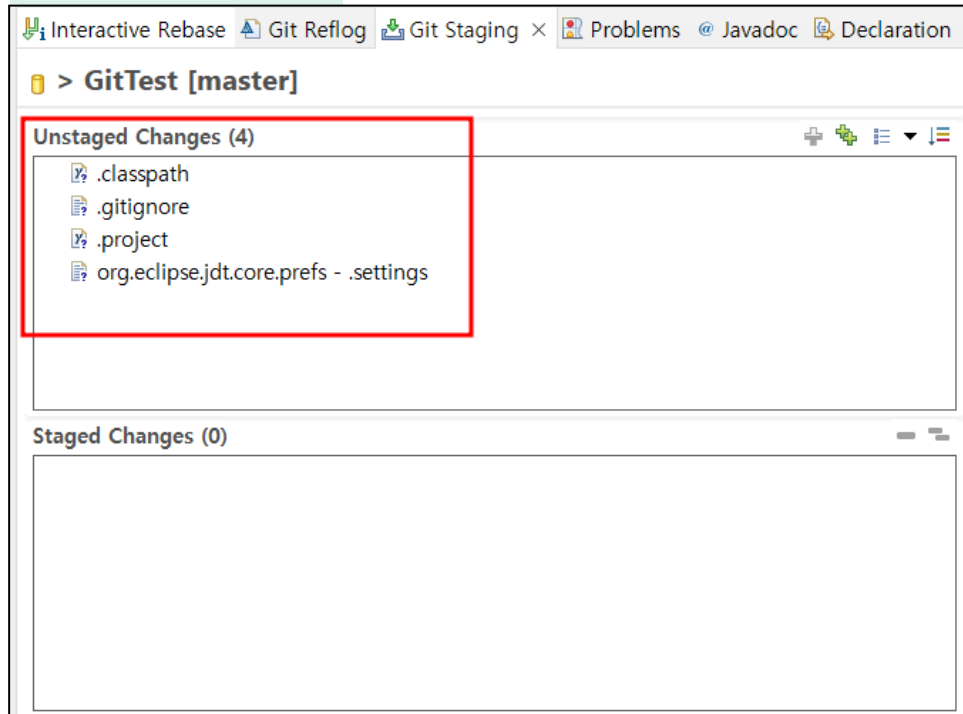 Interactive Rebase Git Reflog Git Staging Problems @ Javadoc Declaration
> GitTest [master]
Unstaged Changes (4)
.classpath
.gitignore
.project
org.eclipse.jdt.core.prefs - .settings
Staged Changes (0)